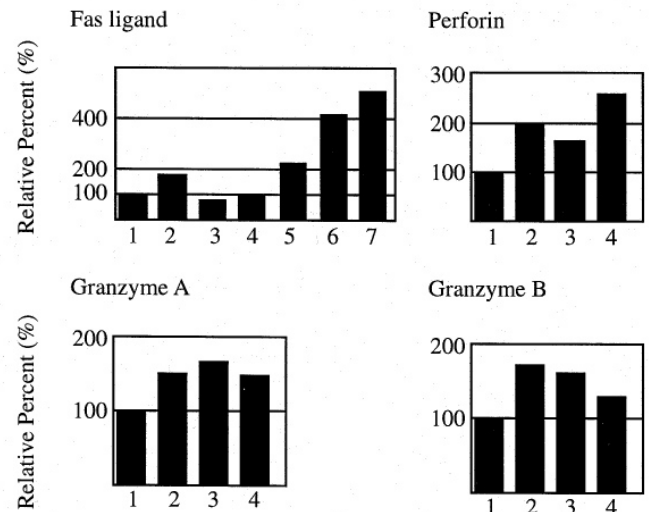 Fas ligand
Relative Percent (%)
400
200
100
1 2 3 4 5 6 7
Perforin
300
200
100
1 2 3 4
Granzyme A
Relative Percent (%)
200
100
1 2 3 4
Granzyme B
200
100
1 2 3 4